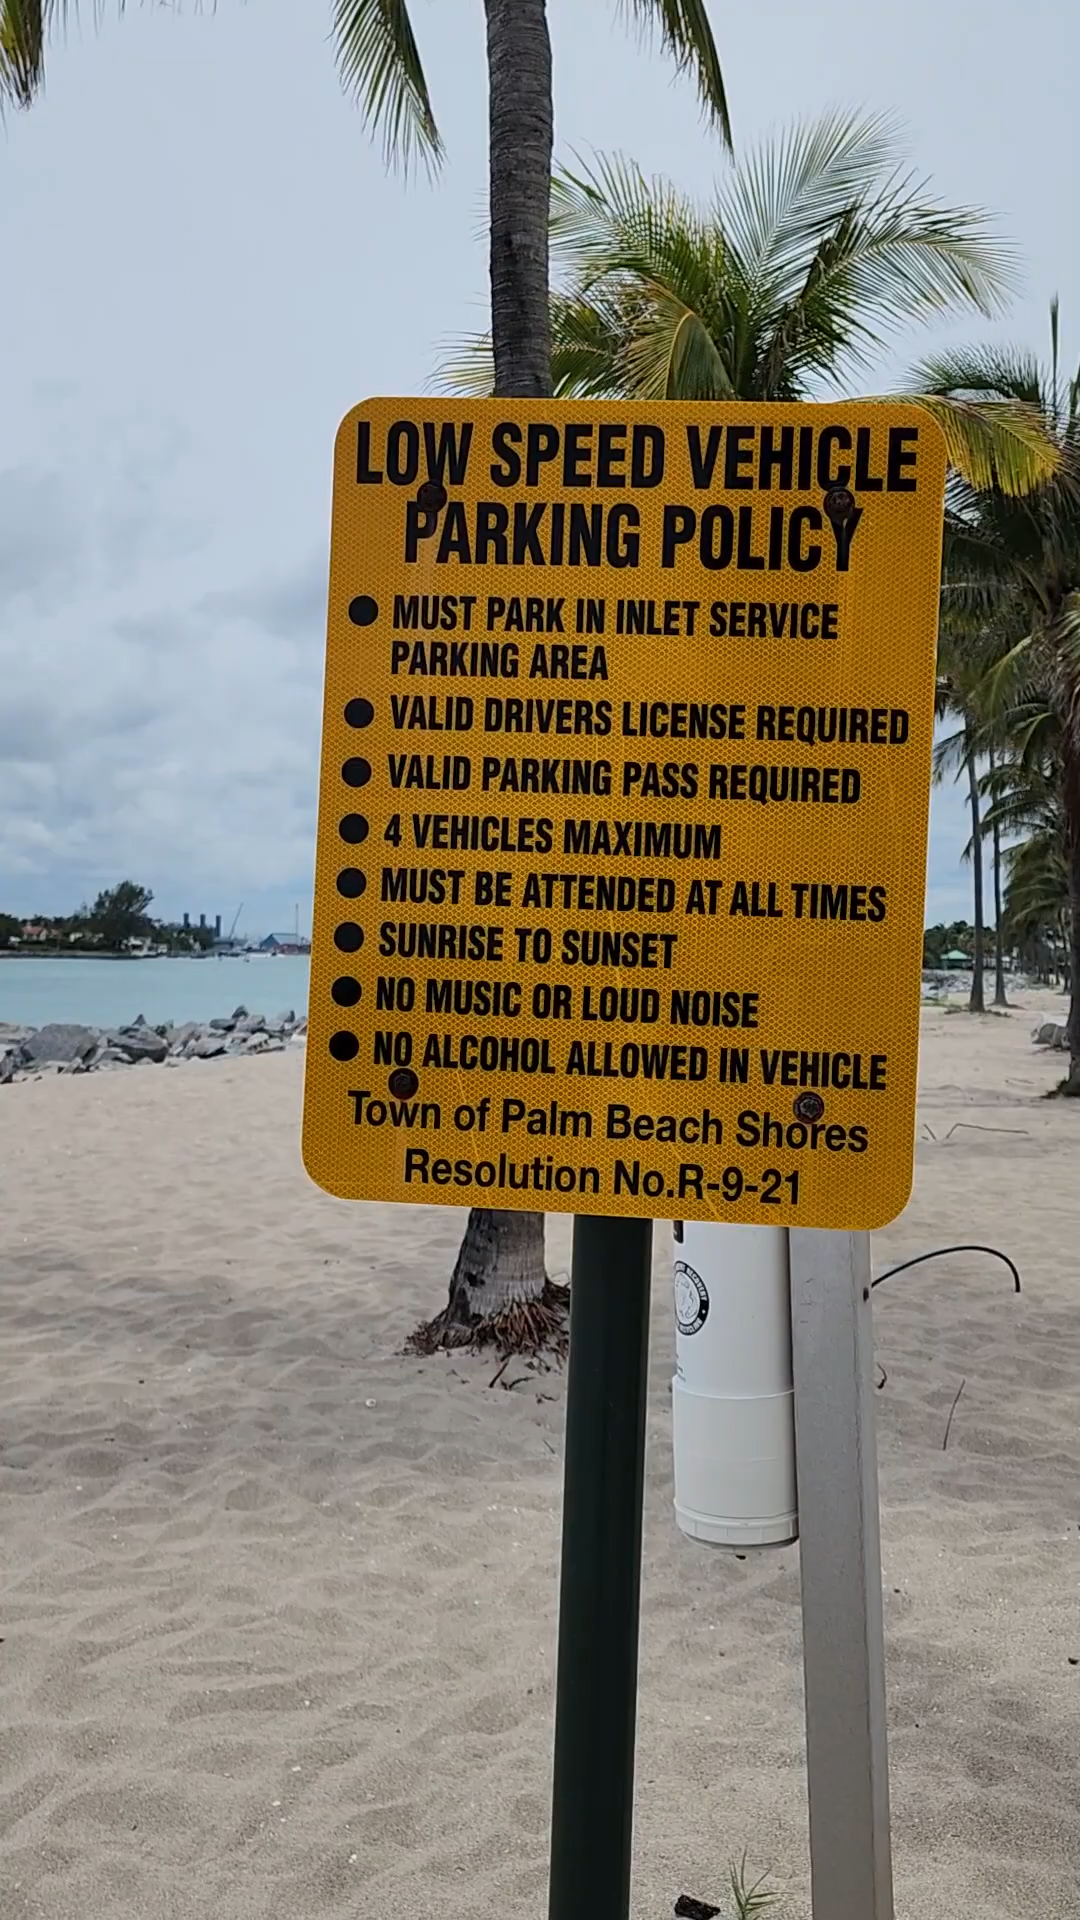 LOW SPEED VEHICLE
PARKING POLICY
● MUST PARK IN INLET SERVICE
PARKING AREA
● VALID DRIVERS LICENSE REQUIRED
● VALID PARKING PASS REQUIRED
● 4 VEHICLES MAXIMUM
● MUST BE ATTENDED AT ALL TIMES
● SUNRISE TO SUNSET
● NO MUSIC OR LOUD NOISE
● NO ALCOHOL ALLOWED IN VEHICLE
Town of Palm Beach Shores
Resolution No.R-9-21